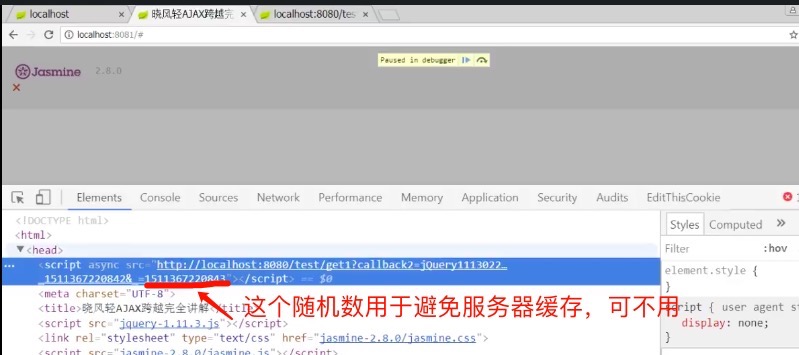 localhost
晓风轻AJAX跨越完
localhost:8080/tes
localhost:8081/#
Paused in debugger
Jasmine 2.8.0
Elements Console Sources Network Performance Memory Application Security Audits EditThisCookie
<!DOCTYPE html>
<html>
<head>
<script async src="http://localhost:8080/test/get1?callback2=jQuery1113022…
_1511367220842&_=1511367220843"></script> == $0
<meta charset="UTF-8">
<title>晓风轻AJAX跨越完全讲解</title>
<script src="jquery-1.11.3.js"></script>
<link rel="stylesheet" type="text/css" href="jasmine-2.8.0/jasmine.css">
<script src="jasmine-2.8.0/jasmine.js"></script>
这个随机数用于避免服务器缓存，可不用
Styles Computed »
Filter :hov
element.style {
}
script { user agent st
display: none;
}